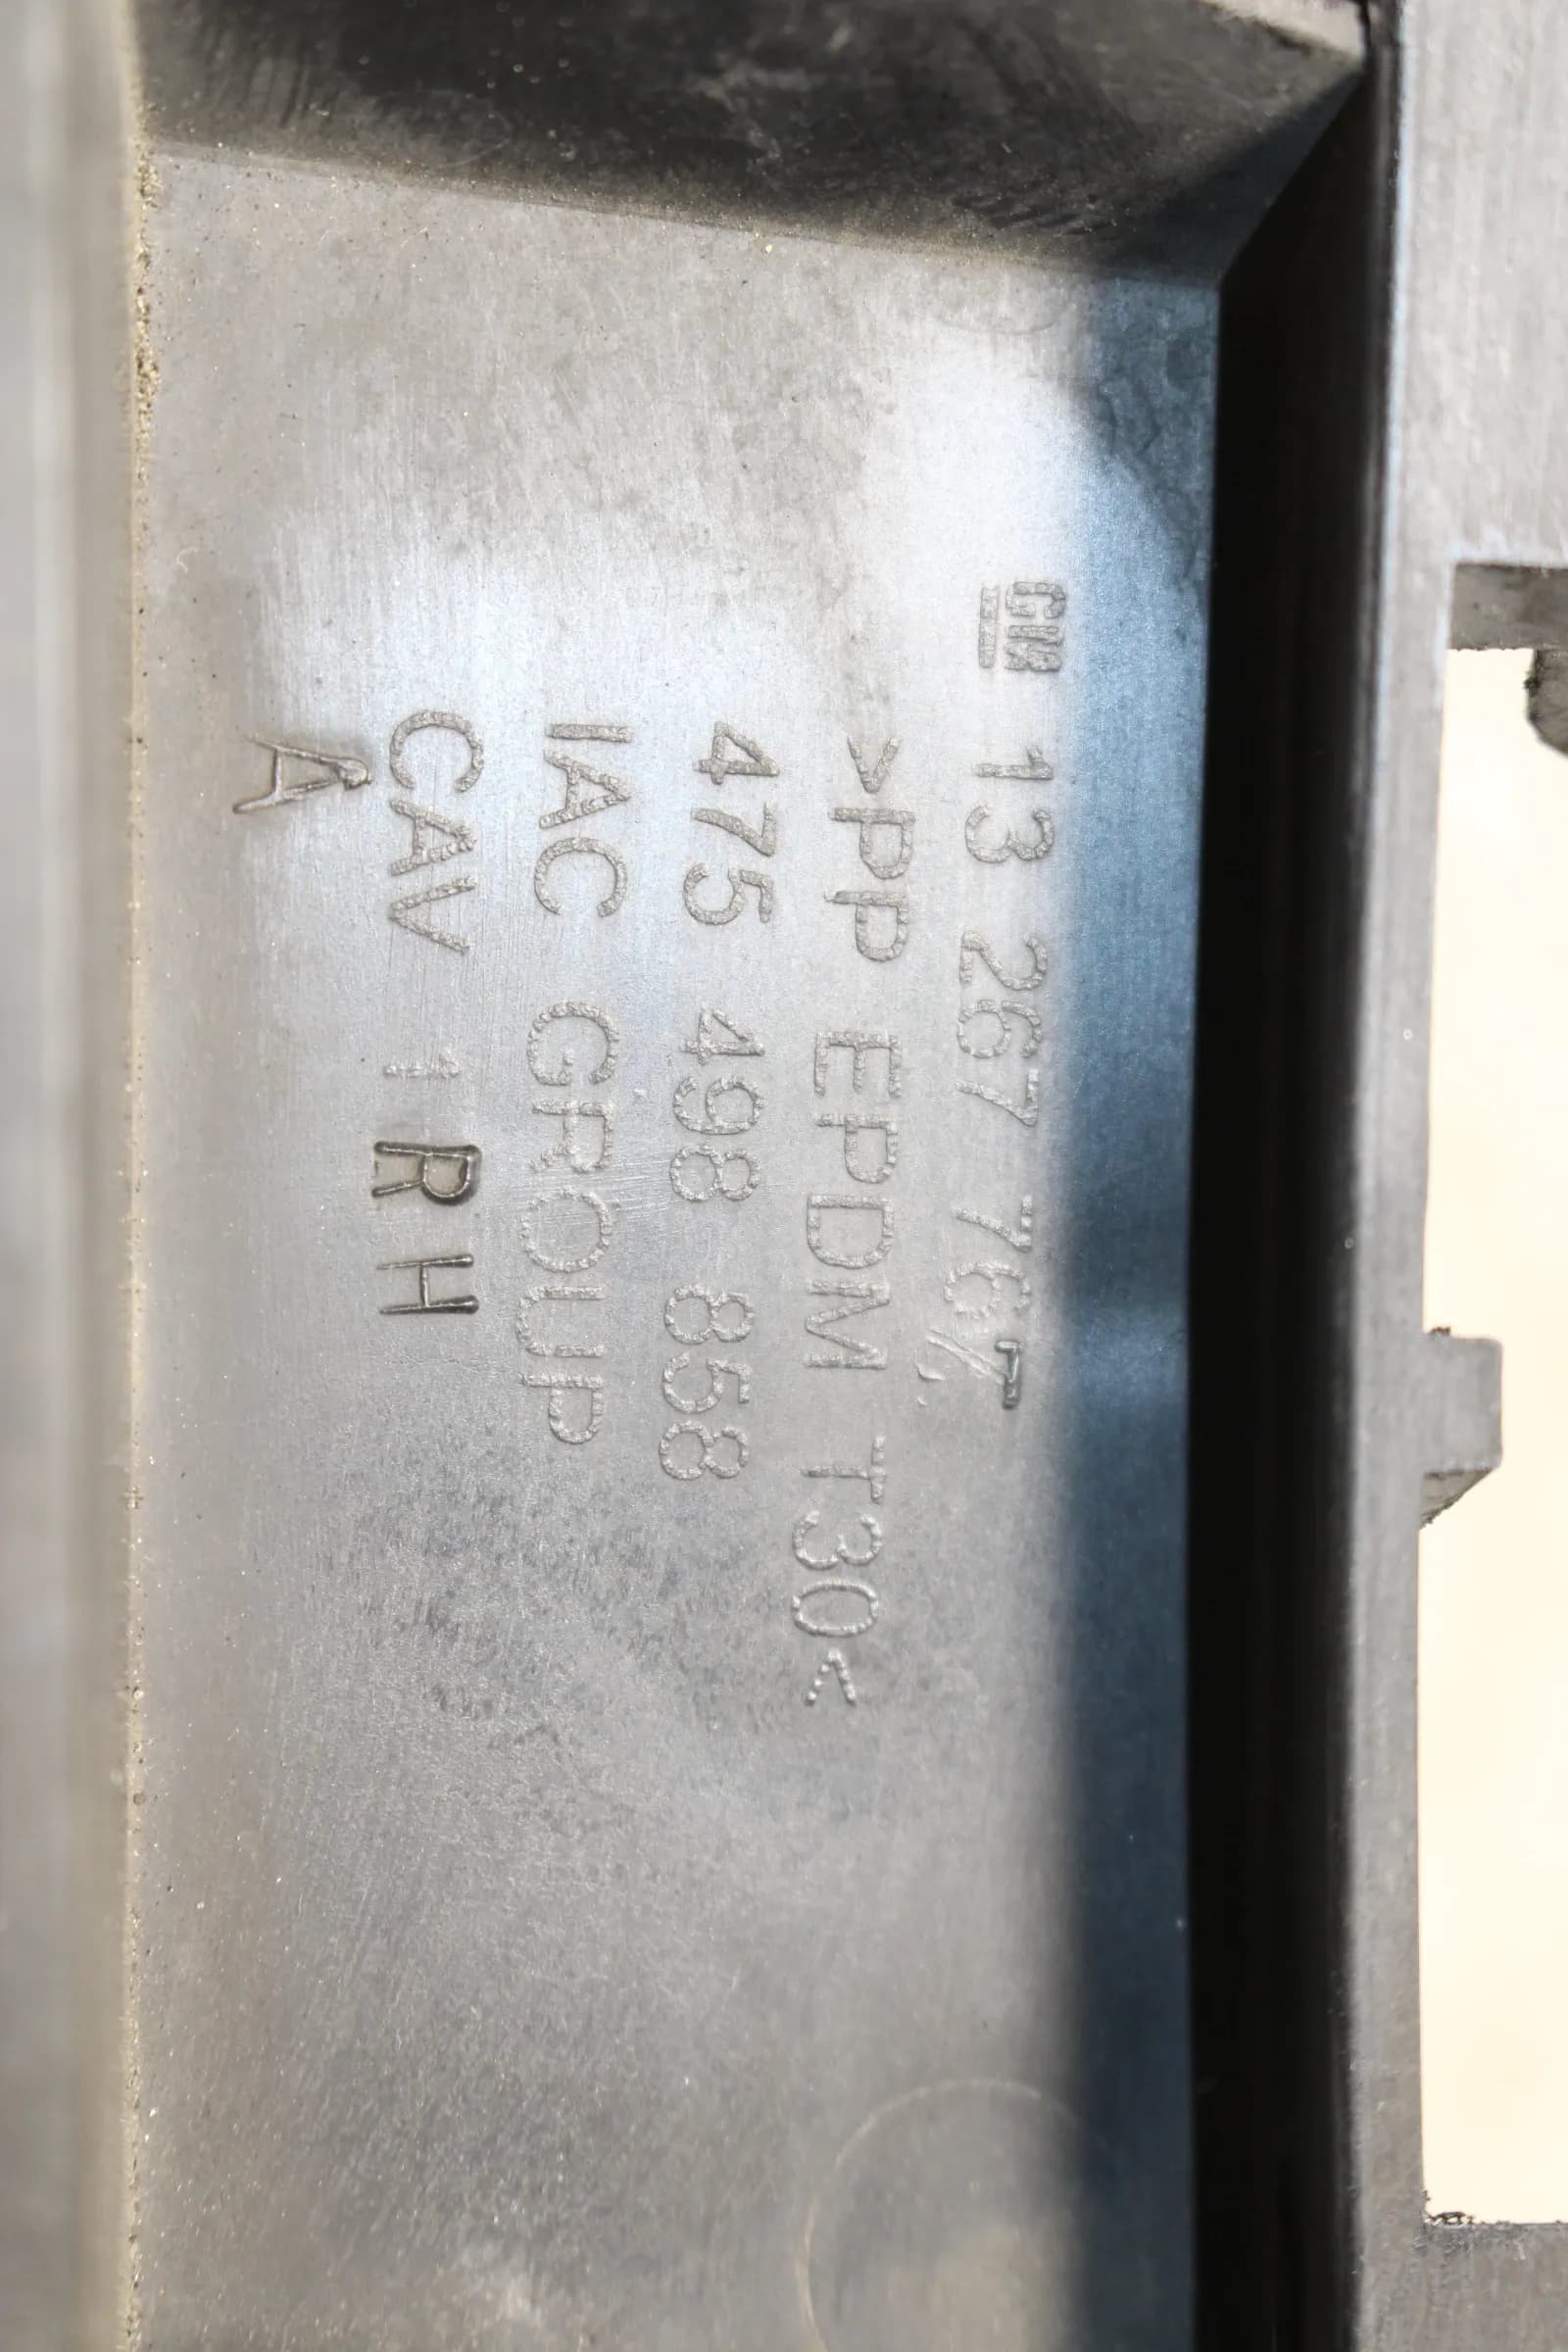 GM 13 267 767
>PP EPDM T30<
475 498 858
IAC GROUP
CAV 1 RH
A